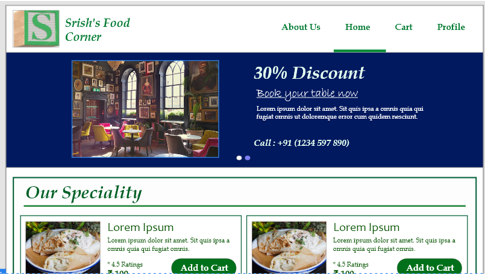 S
Srish's Food
Corner
About Us
Home
Cart
Profile
30% Discount
Book your table now
Lorem ipsum dolor sit amet. Sit quis ipsa a omnis cum quia
fugiat omnis ut doloremque error cum quidem nesciunt.
Call : +91 (1234 597 890)
Our Speciality
Lorem Ipsum
Lorem ipsum dolor sit amet. Sit quis ipsa a
omnis quia qui fugiat omnis.
* 4.5 Ratings
Add to Cart
Lorem Ipsum
Lorem ipsum dolor sit amet. Sit quis ipsa a
omnis quia qui fugiat omnis.
* 4.5 Ratings
Add to Cart